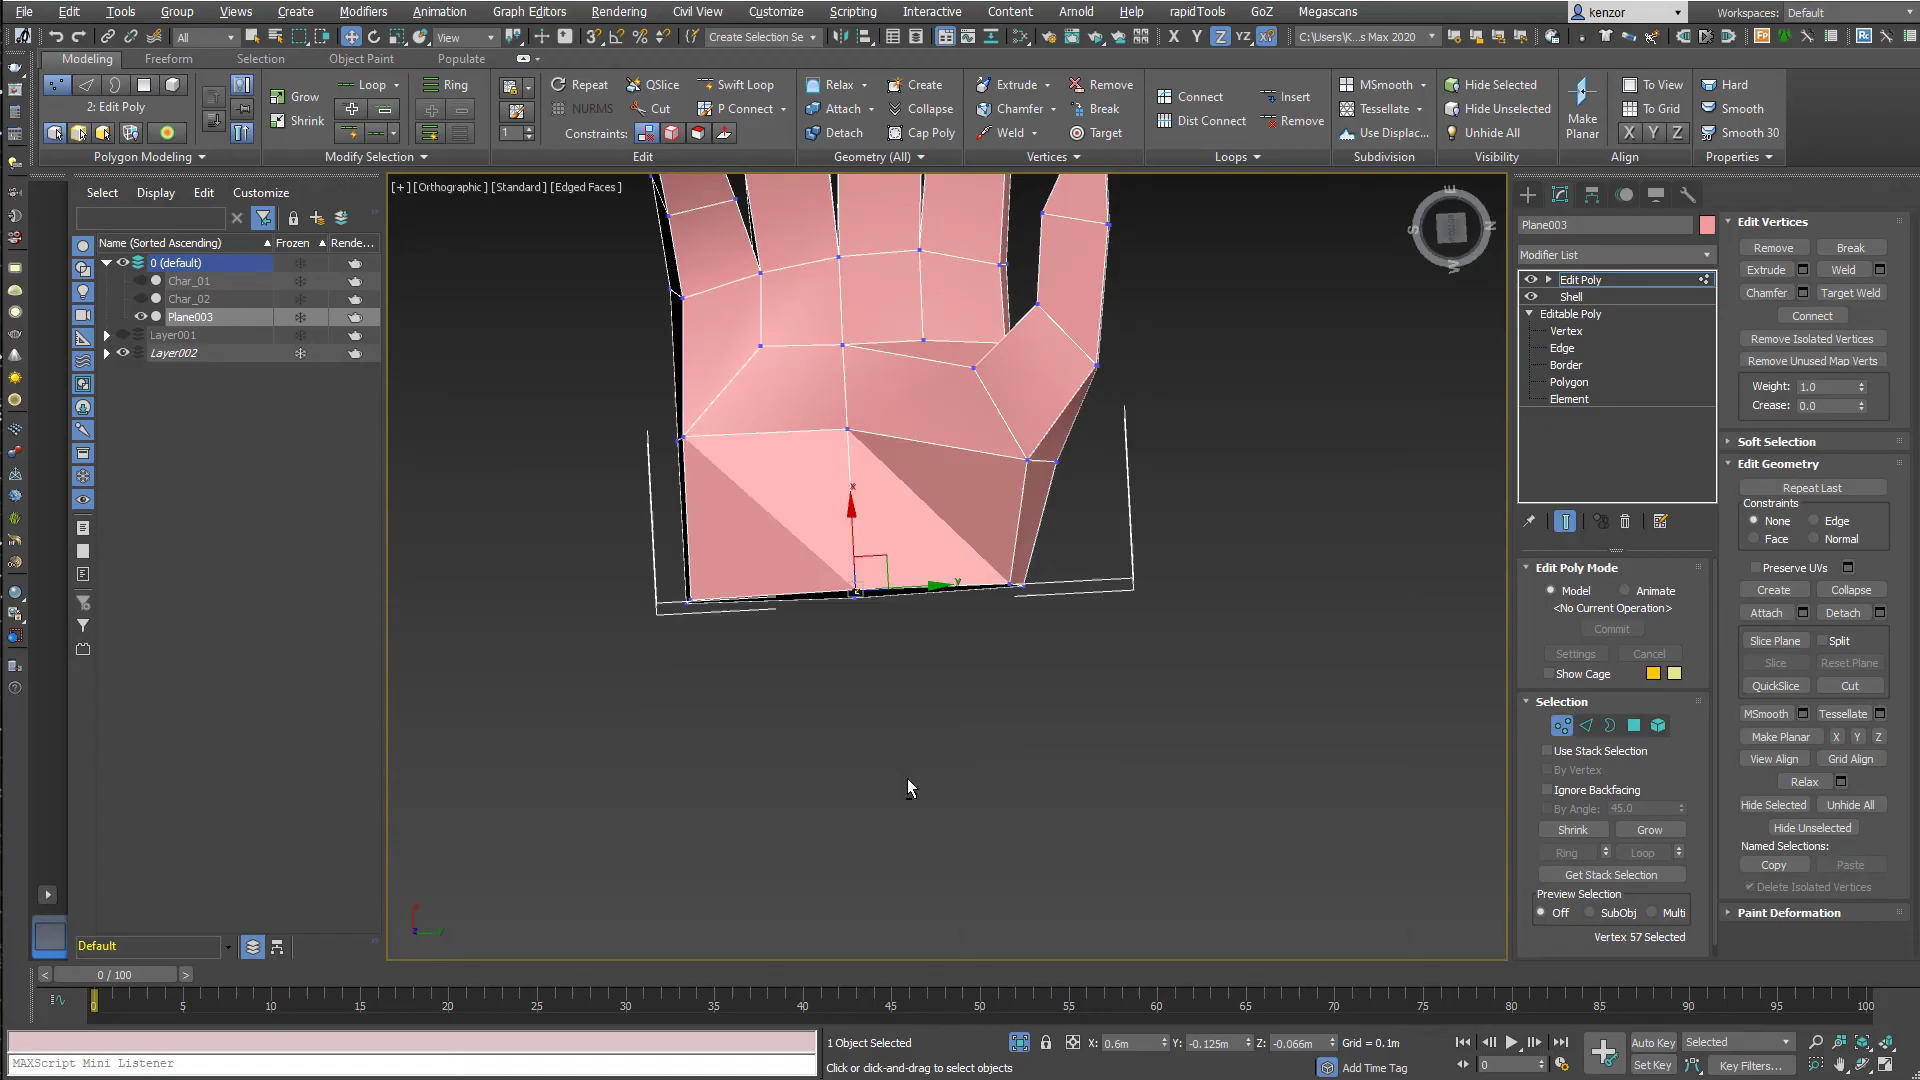 File Edit Tools Group Views Create Modifiers Animation Graph Editors Rendering Civil View Customize Scripting Interactive Content Arnold Help rapidTools GoZ Megascans kenzor Workspaces: Default
All View Create Selection Se X Y Z YZ C:\Users\K...s Max 2020
Modeling Freeform Selection Object Paint Populate
Loop Ring Repeat QSlice Swift Loop Relax Create Extrude Remove MSmooth Hide Selected To View Hard
Grow Connect Insert
2: Edit Poly NURMS Cut P Connect Attach Collapse Chamfer Break Tessellate Hide Unselected Make Planar To Grid Smooth
Shrink Dist Connect Remove
1 Constraints: Detach Cap Poly Weld Target Use Displac... Unhide All X Y Z Smooth 30
Polygon Modeling Modify Selection Edit Geometry (All) Vertices Loops Subdivision Visibility Align Properties
Select Display Edit Customize
Name (Sorted Ascending) Frozen Rende...
0 (default)
Char_01
Char_02
Plane003
Layer001
Layer002
Default
[+] [Orthographic] [Standard] [Edged Faces]
E
S N
W
x
y
Plane003
Modifier List
Edit Poly
Shell
Editable Poly
Vertex
Edge
Border
Polygon
Element
Edit Poly Mode
Model Animate
<No Current Operation>
Commit
Settings Cancel
Show Cage
Selection
Use Stack Selection
By Vertex
Ignore Backfacing
By Angle: 45.0
Shrink Grow
Ring Loop
Get Stack Selection
Preview Selection
Off SubObj Multi
Vertex 57 Selected
Edit Vertices
Remove Break
Extrude Weld
Chamfer Target Weld
Connect
Remove Isolated Vertices
Remove Unused Map Verts
Weight: 1.0
Crease: 0.0
Soft Selection
Edit Geometry
Repeat Last
Constraints
None Edge
Face Normal
Preserve UVs
Create Collapse
Attach Detach
Slice Plane Split
Slice Reset Plane
QuickSlice Cut
MSmooth Tessellate
Make Planar X Y Z
View Align Grid Align
Relax
Hide Selected Unhide All
Hide Unselected
Named Selections:
Copy Paste
Delete Isolated Vertices
Paint Deformation
< 0 / 100 >
0 5 10 15 20 25 30 35 40 45 50 55 60 65 70 75 80 85 90 95 100
1 Object Selected X: 0.6m Y: -0.125m Z: -0.066m Grid = 0.1m Auto Key Selected
MAXScript Mini Listener Click or click-and-drag to select objects Add Time Tag 0 Set Key Key Filters...